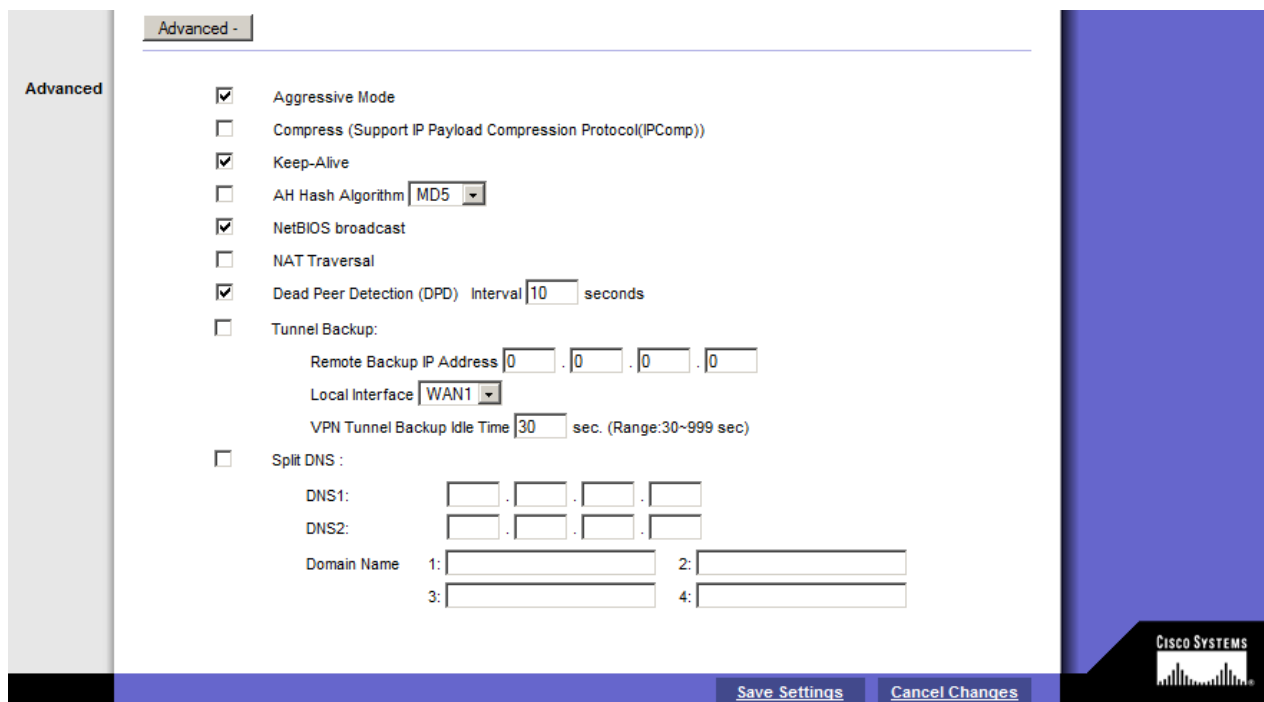 Advanced -
Advanced
Aggressive Mode
Compress (Support IP Payload Compression Protocol(IPComp))
Keep-Alive
AH Hash Algorithm MD5
NetBIOS broadcast
NAT Traversal
Dead Peer Detection (DPD) Interval 10 seconds
Tunnel Backup:
Remote Backup IP Address 0 . 0 . 0 . 0
Local Interface WAN1
VPN Tunnel Backup Idle Time 30 sec. (Range:30~999 sec)
Split DNS :
DNS1: . . .
DNS2: . . .
Domain Name 1: 2:
3: 4:
CISCO SYSTEMS
Save Settings Cancel Changes